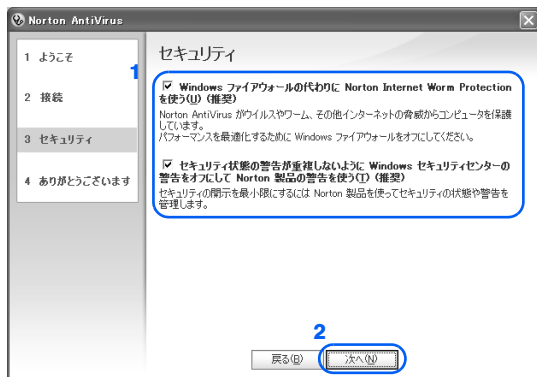 Norton AntiVirus
1 ようこそ
2 接続
3 セキュリティ
4 ありがとうございます
1
セキュリティ
Windows ファイアウォールの代わりに Norton Internet Worm Protection
を使う(U) (推奨)
Norton AntiVirus がウイルスやワーム、その他インターネットの脅威からコンピュータを保護
しています。
パフォーマンスを最適化するために Windows ファイアウォールをオフにしてください。
セキュリティ状態の警告が重複しないように Windows セキュリティセンターの
警告をオフにして Norton 製品の警告を使う(T) (推奨)
セキュリティの開示を最小限にするには Norton 製品を使ってセキュリティの状態や警告を
管理します。
2
戻る(B)
次へ(N)